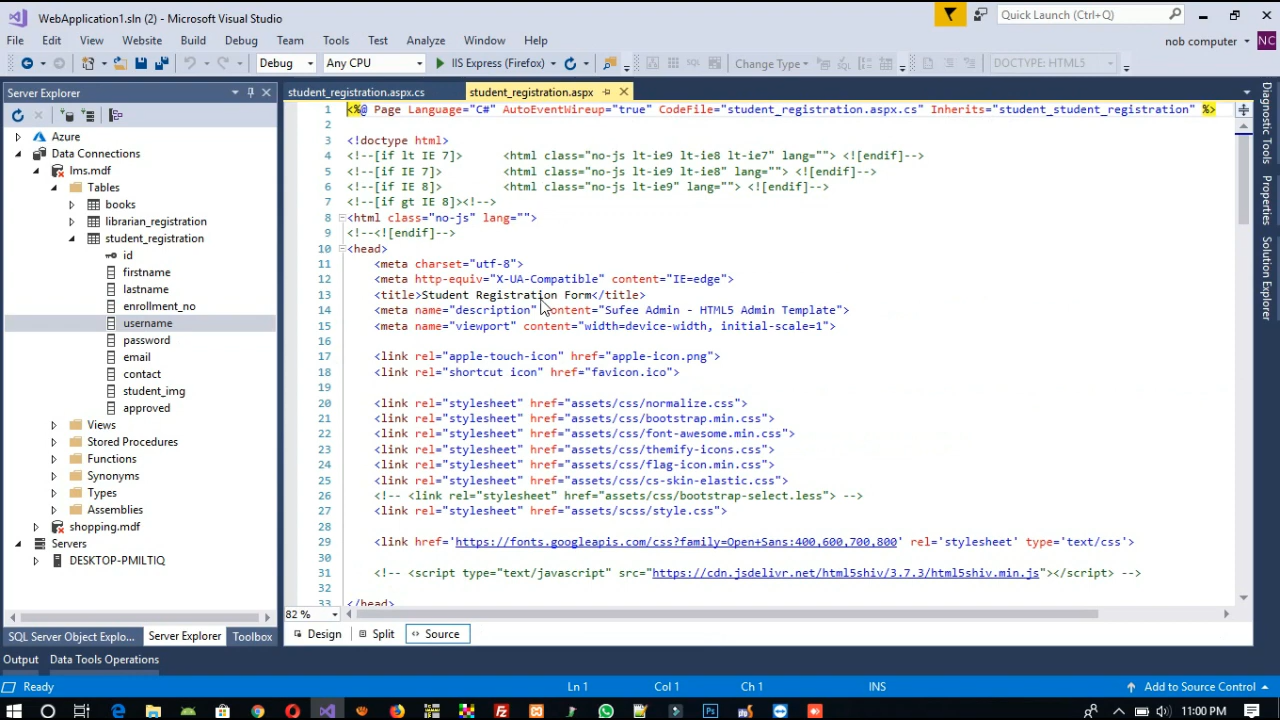 WebApplication1.sln (2) - Microsoft Visual Studio
Quick Launch (Ctrl+Q)
File Edit View Website Build Debug Team Tools Test Analyze Window Help
nob computer NC
Debug Any CPU IIS Express (Firefox) Change Type DOCTYPE: HTML5
Server Explorer
Azure
Data Connections
lms.mdf
Tables
books
librarian_registration
student_registration
id
firstname
lastname
enrollment_no
username
password
email
contact
student_img
approved
Views
Stored Procedures
Functions
Synonyms
Types
Assemblies
shopping.mdf
Servers
DESKTOP-PMILTIQ
SQL Server Object Explo... Server Explorer Toolbox
student_registration.aspx.cs student_registration.aspx
1 <%@ Page Language="C#" AutoEventWireup="true" CodeFile="student_registration.aspx.cs" Inherits="student_student_registration" %>
2
3 <!doctype html>
4 <!--[if lt IE 7]> <html class="no-js lt-ie9 lt-ie8 lt-ie7" lang=""> <![endif]-->
5 <!--[if IE 7]> <html class="no-js lt-ie9 lt-ie8" lang=""> <![endif]-->
6 <!--[if IE 8]> <html class="no-js lt-ie9" lang=""> <![endif]-->
7 <!--[if gt IE 8]><!-->
8 <html class="no-js" lang="">
9 <!--<![endif]-->
10 <head>
11 <meta charset="utf-8">
12 <meta http-equiv="X-UA-Compatible" content="IE=edge">
13 <title>Student Registration Form</title>
14 <meta name="description" content="Sufee Admin - HTML5 Admin Template">
15 <meta name="viewport" content="width=device-width, initial-scale=1">
16
17 <link rel="apple-touch-icon" href="apple-icon.png">
18 <link rel="shortcut icon" href="favicon.ico">
19
20 <link rel="stylesheet" href="assets/css/normalize.css">
21 <link rel="stylesheet" href="assets/css/bootstrap.min.css">
22 <link rel="stylesheet" href="assets/css/font-awesome.min.css">
23 <link rel="stylesheet" href="assets/css/themify-icons.css">
24 <link rel="stylesheet" href="assets/css/flag-icon.min.css">
25 <link rel="stylesheet" href="assets/css/cs-skin-elastic.css">
26 <!-- <link rel="stylesheet" href="assets/css/bootstrap-select.less"> -->
27 <link rel="stylesheet" href="assets/scss/style.css">
28
29 <link href='https://fonts.googleapis.com/css?family=Open+Sans:400,600,700,800' rel='stylesheet' type='text/css'>
30
31 <!-- <script type="text/javascript" src="https://cdn.jsdelivr.net/html5shiv/3.7.3/html5shiv.min.js"></script> -->
32
33 </head>
82 %
Design Split Source
Diagnostic Tools
Properties
Solution Explorer
Output Data Tools Operations
Ready Ln 1 Col 1 Ch 1 INS Add to Source Control
11:00 PM